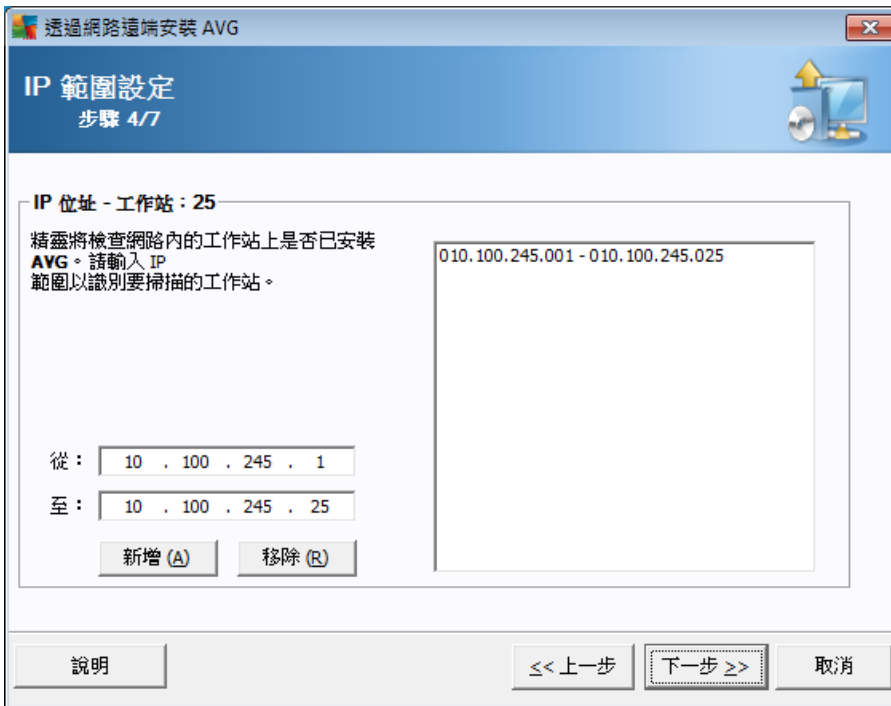 透過網路遠端安裝 AVG
IP 範圍設定
步驟 4/7
IP 位址 - 工作站：25
精靈將檢查網路內的工作站上是否已安裝
AVG。請輸入 IP
範圍以識別要掃描的工作站。
010.100.245.001 - 010.100.245.025
從： 10 . 100 . 245 . 1
至： 10 . 100 . 245 . 25
新增 (A) 移除 (R)
說明 << 上一步 下一步 >> 取消